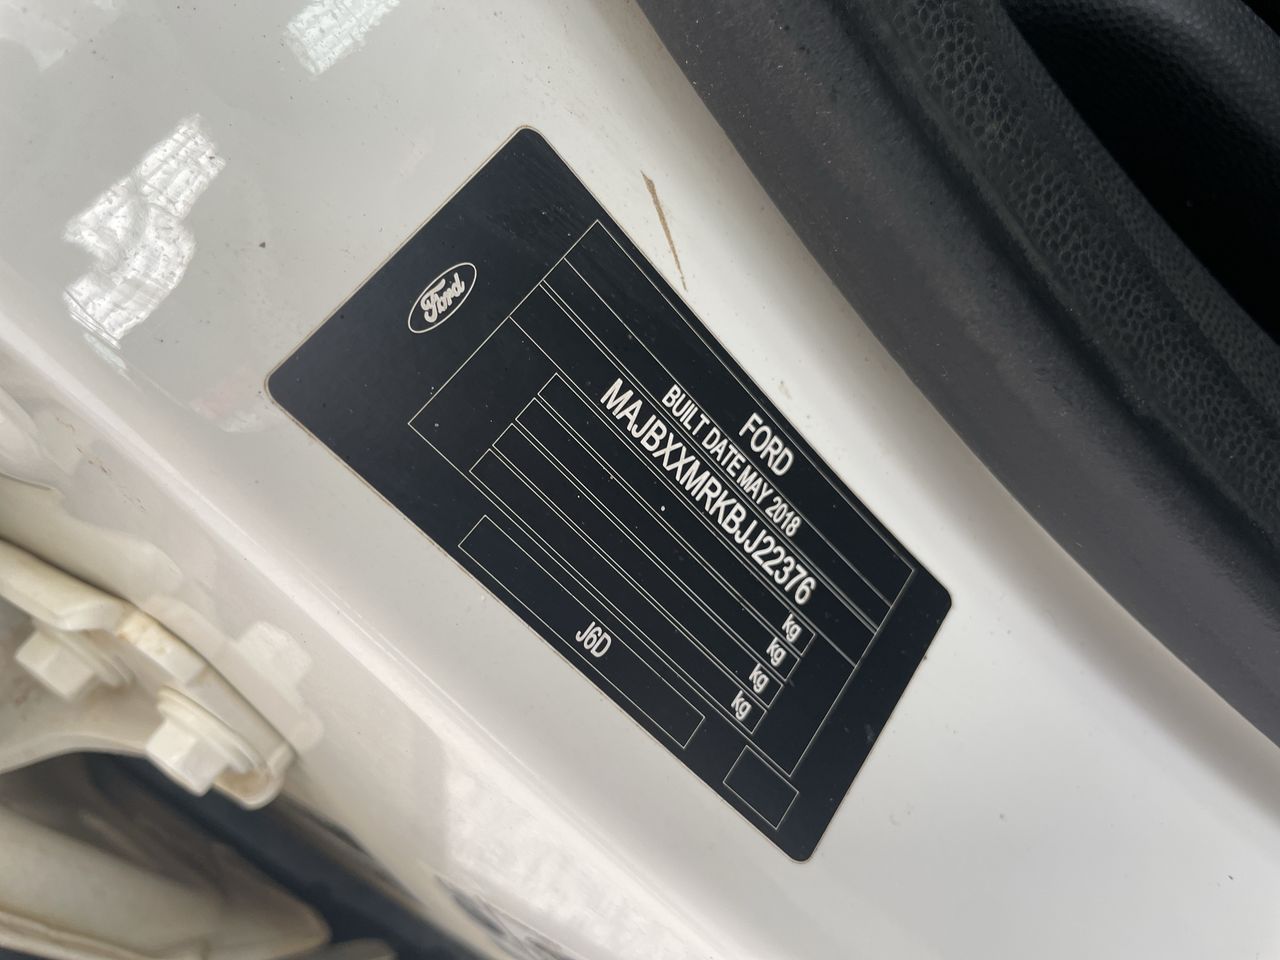 Ford
FORD
BUILT DATE MAY 2018
MAJBXXMRKBJJ22376
kg
kg
kg
kg
J6D